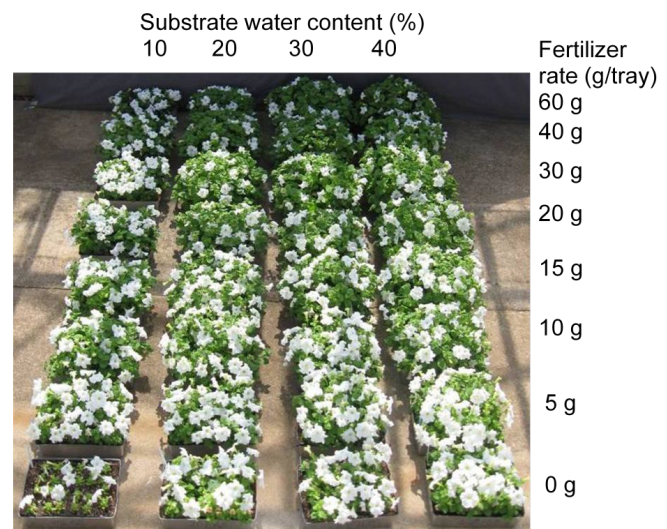 Substrate water content (%)
10 20 30 40
Fertilizer
rate (g/tray)
60 g
40 g
30 g
20 g
15 g
10 g
5 g
0 g